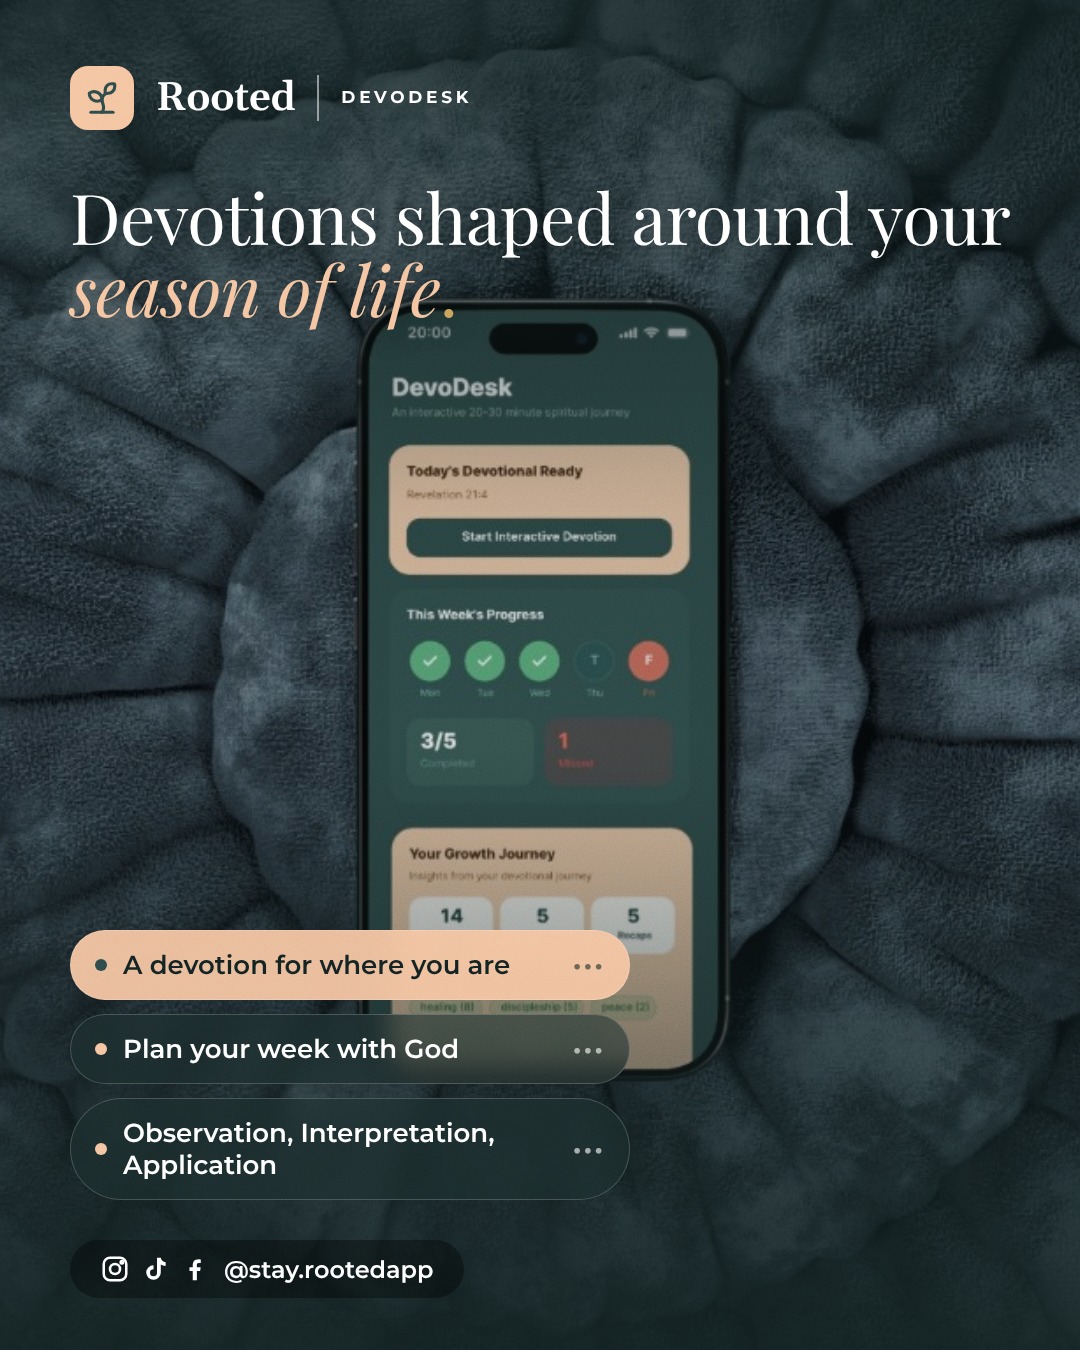 Rooted
DEVODESK
Devotions shaped around your
season of life.
20:00
DevoDesk
An interactive 20-30 minute spiritual journey
Today's Devotional Ready
Revelation 21:4
Start Interactive Devotion
This Week's Progress
T
F
Mon
Tue
Wed
Thu
Fri
3/5
Completed
1
Missed
Your Growth Journey
Insights from your devotional journey
14
5
5
Recaps
A devotion for where you are
healing (8)
discipleship (5)
peace (2)
Plan your week with God
Observation, Interpretation,
Application
@stay.rootedapp